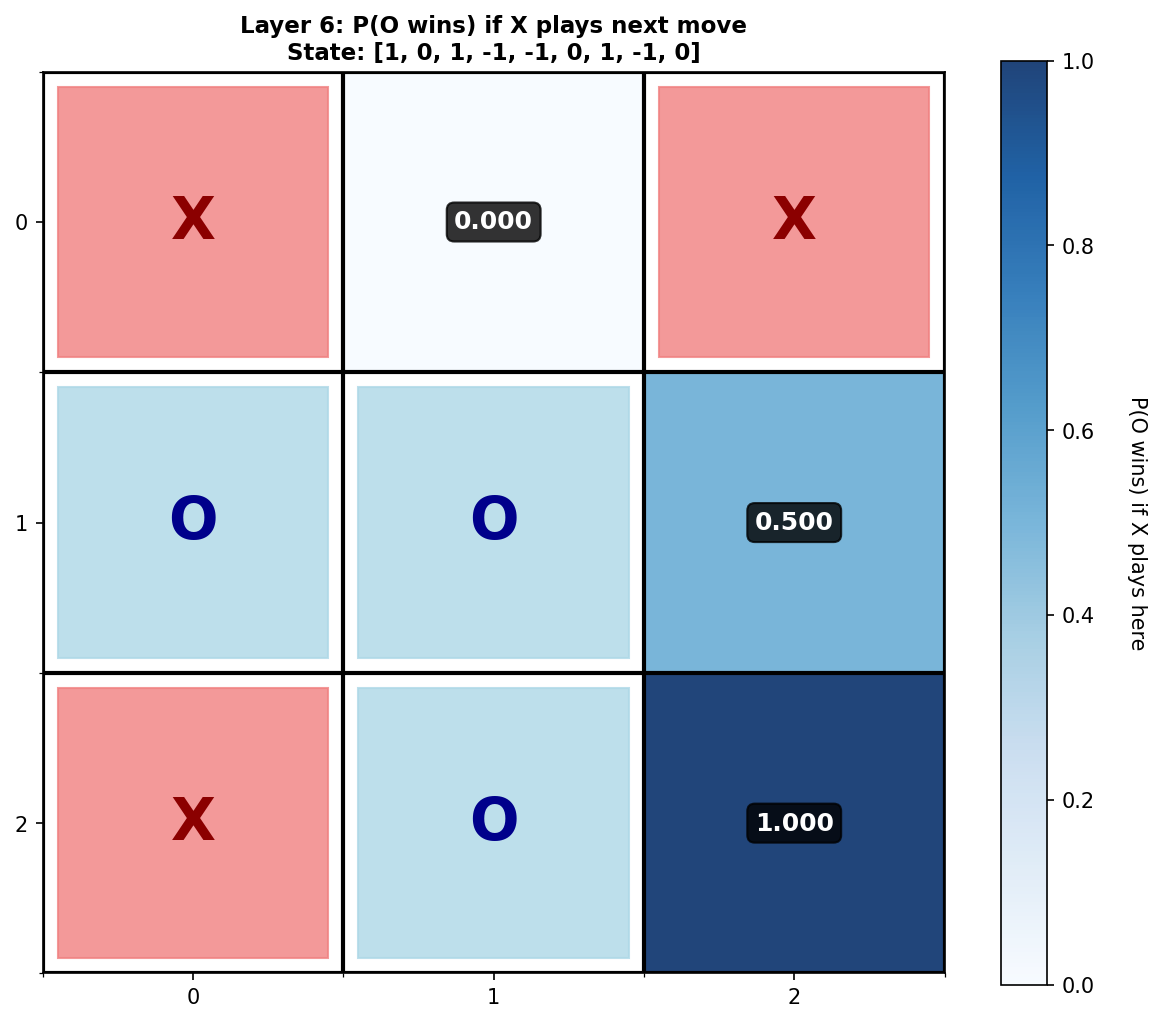 Layer 6: P(O wins) if X plays next move
State: [1, 0, 1, -1, -1, 0, 1, -1, 0]
X
0.000
X
O
O
0.500
X
O
1.000
0
1
2
0
1
2
1.0
0.8
0.6
0.4
0.2
0.0
P(O wins) if X plays here